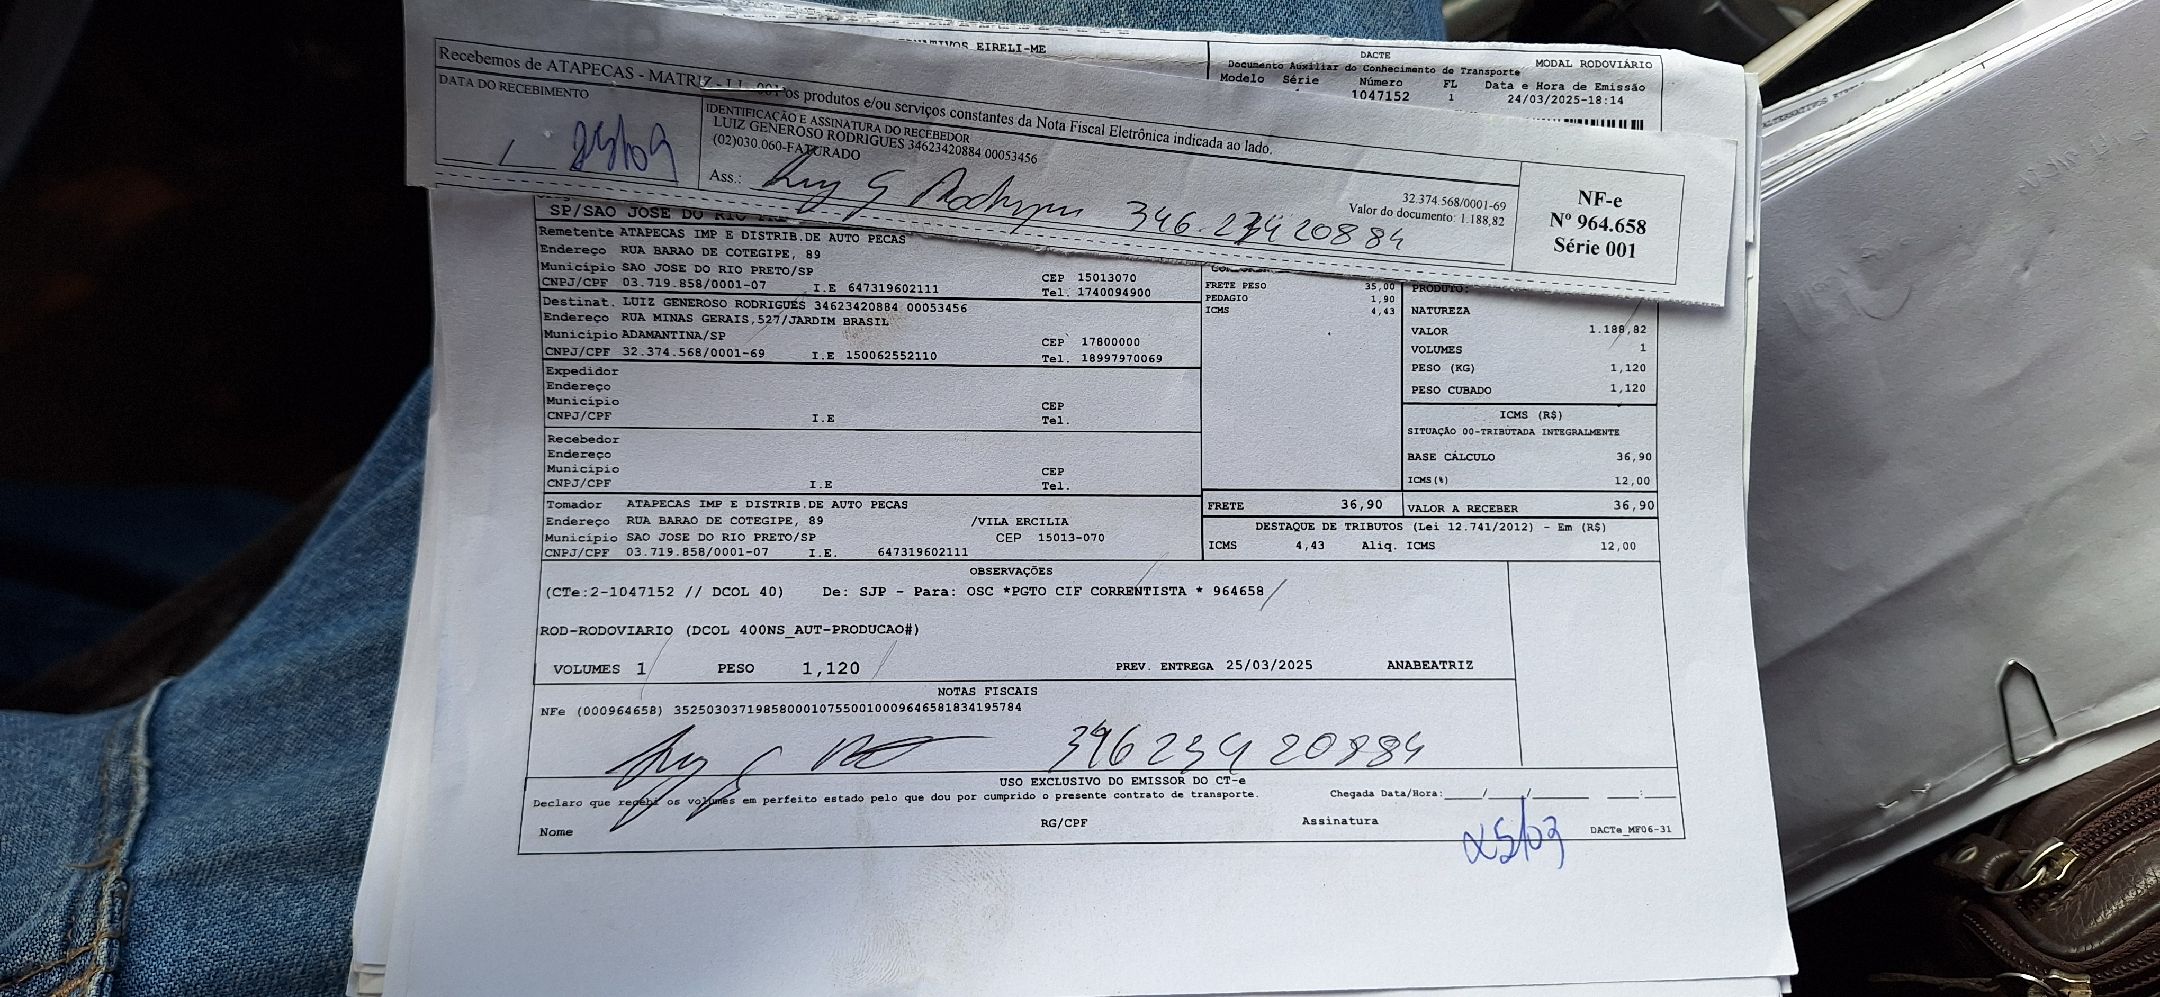 EIRELI-ME
DACTE
Documento Auxiliar do Conhecimento de Transporte
MODAL RODOVIÁRIO
Modelo Série Número FL Data e Hora de Emissão
1047152 1 24/03/2025-18:14
Recebemos de ATAPECAS - MATRIZ - os produtos e/ou serviços constantes da Nota Fiscal Eletrônica indicada ao lado.
DATA DO RECEBIMENTO
25/03
IDENTIFICAÇÃO E ASSINATURA DO RECEBEDOR
LUIZ GENEROSO RODRIGUES 34623420884 00053456
(02)030.060-FATURADO
Ass.: Luiz G Rodrigues 346.234 20884
32.374.568/0001-69
Valor do documento: 1.188,82
NF-e
Nº 964.658
Série 001
SP/SAO JOSE DO RIO
Remetente ATAPECAS IMP E DISTRIB.DE AUTO PECAS
Endereço RUA BARAO DE COTEGIPE, 89
Município SAO JOSE DO RIO PRETO/SP CEP 15013070
CNPJ/CPF 03.719.858/0001-07 I.E 647319602111 Tel. 1740094900
Destinat. LUIZ GENEROSO RODRIGUES 34623420884 00053456
Endereço RUA MINAS GERAIS,527/JARDIM BRASIL
Município ADAMANTINA/SP CEP 17800000
CNPJ/CPF 32.374.568/0001-69 I.E 150062552110 Tel. 18997970069
Expedidor
Endereço
Município CEP
CNPJ/CPF I.E Tel.
Recebedor
Endereço
Município CEP
CNPJ/CPF I.E Tel.
Tomador ATAPECAS IMP E DISTRIB.DE AUTO PECAS
Endereço RUA BARAO DE COTEGIPE, 89 /VILA ERCILIA
Município SAO JOSE DO RIO PRETO/SP CEP 15013-070
CNPJ/CPF 03.719.858/0001-07 I.E. 647319602111
FRETE PESO 35,00
PEDAGIO 1,90
ICMS 4,43
PRODUTO:
NATUREZA
VALOR 1.188,82
VOLUMES 1
PESO (KG) 1,120
PESO CUBADO 1,120
ICMS (R$)
SITUAÇÃO 00-TRIBUTADA INTEGRALMENTE
BASE CÁLCULO 36,90
ICMS(%) 12,00
FRETE 36,90 VALOR A RECEBER 36,90
DESTAQUE DE TRIBUTOS (Lei 12.741/2012) - Em (R$)
ICMS 4,43 Aliq. ICMS 12,00
OBSERVAÇÕES
(CTe:2-1047152 // DCOL 40) De: SJP - Para: OSC *PGTO CIF CORRENTISTA * 964658
ROD-RODOVIARIO (DCOL 400NS_AUT-PRODUCAO#)
VOLUMES 1 PESO 1,120 PREV. ENTREGA 25/03/2025 ANABEATRIZ
NOTAS FISCAIS
NFe (000964658) 35250303719858000107550010009646581834195784
34623420884
USO EXCLUSIVO DO EMISSOR DO CT-e
Declaro que recebi os volumes em perfeito estado pelo que dou por cumprido o presente contrato de transporte. Chegada Data/Hora:___/___/_____ ___:___
Nome RG/CPF Assinatura
25/03
DACTe_MF06-31